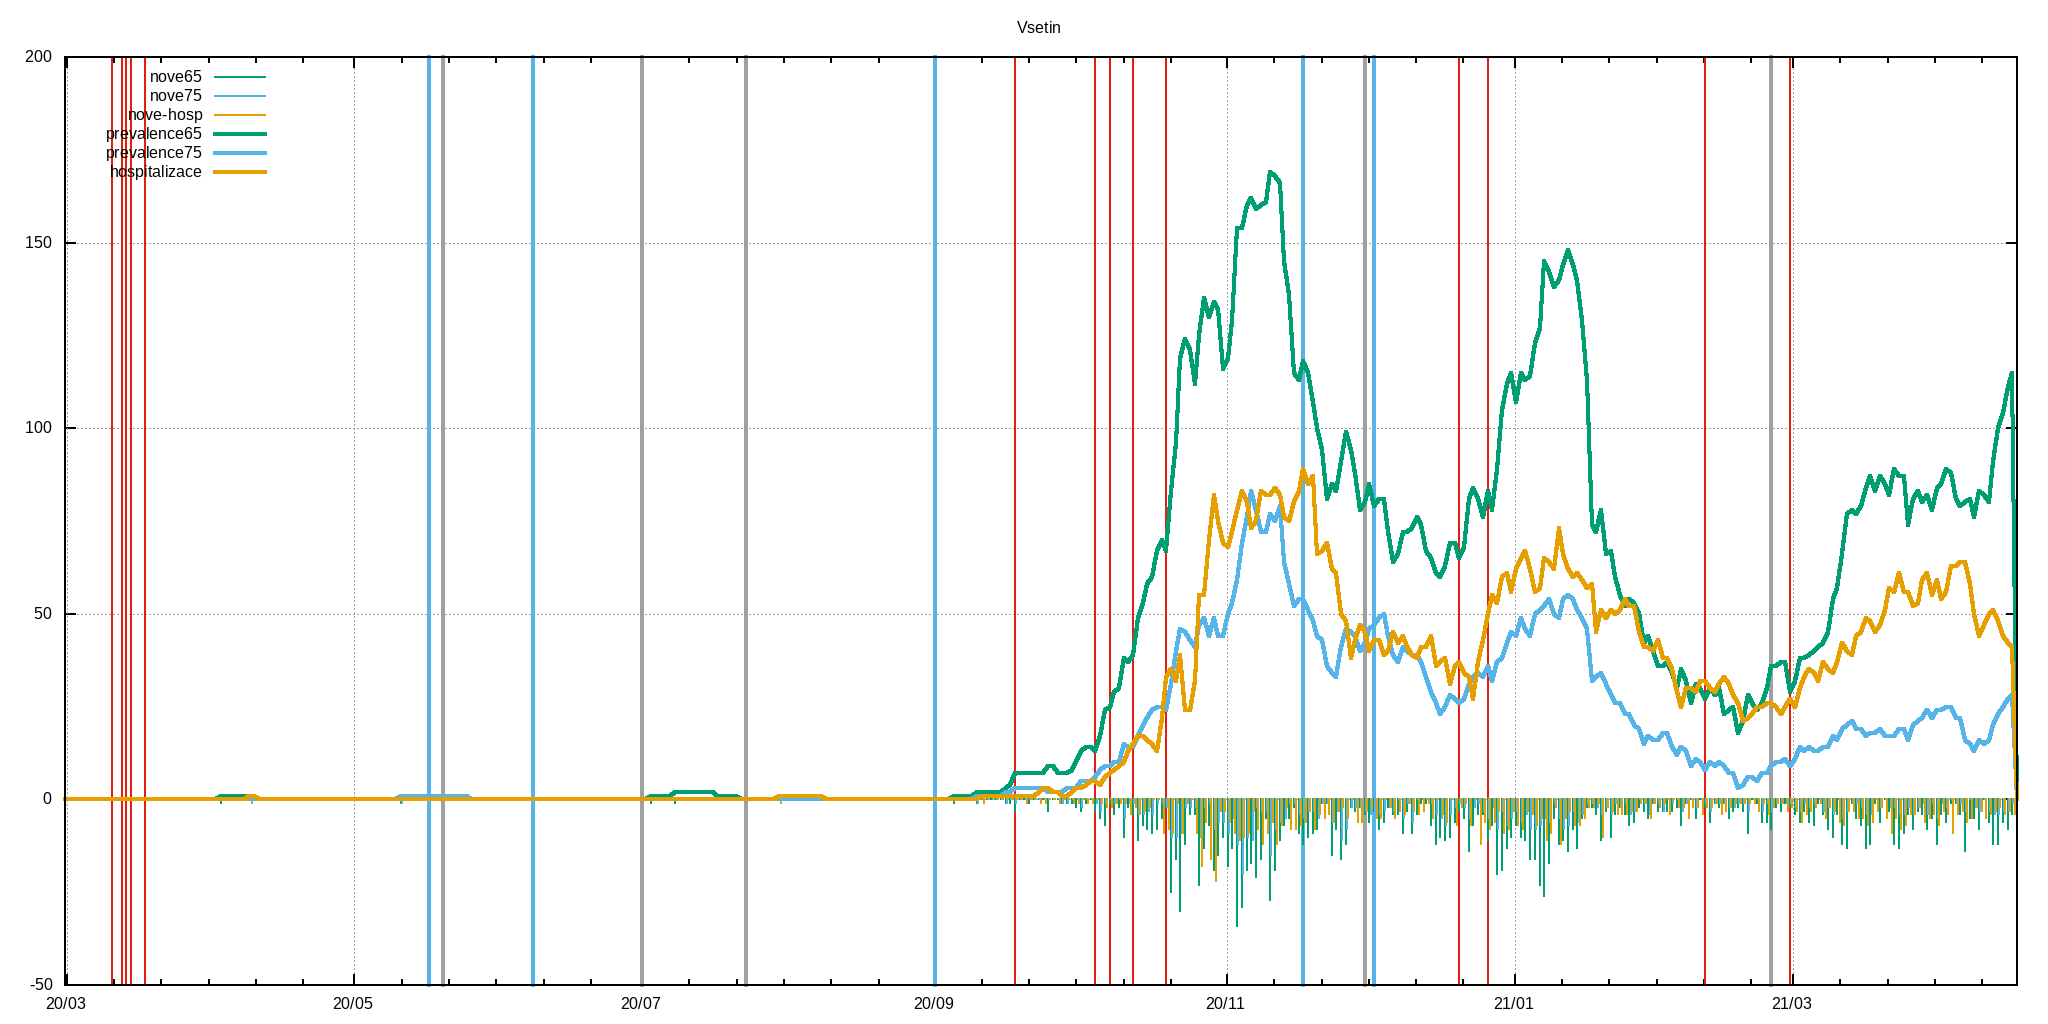 Vsetin
200
150
100
50
0
-50
nove65
nove75
nove-hosp
prevalence65
prevalence75
hospitalizace
20/03 20/05 20/07 20/09 20/11 21/01 21/03